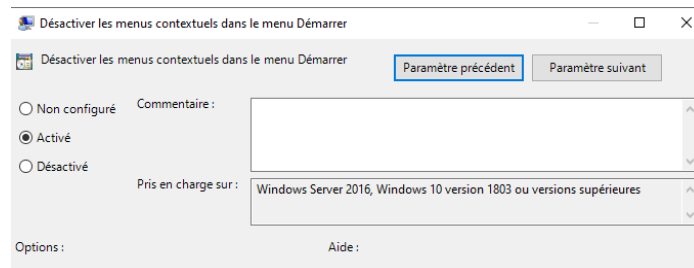 Désactiver les menus contextuels dans le menu Démarrer
Désactiver les menus contextuels dans le menu Démarrer
Paramètre précédent
Paramètre suivant
Non configuré
Commentaire :
Activé
Désactivé
Pris en charge sur :
Windows Server 2016, Windows 10 version 1803 ou versions supérieures
Options :
Aide :